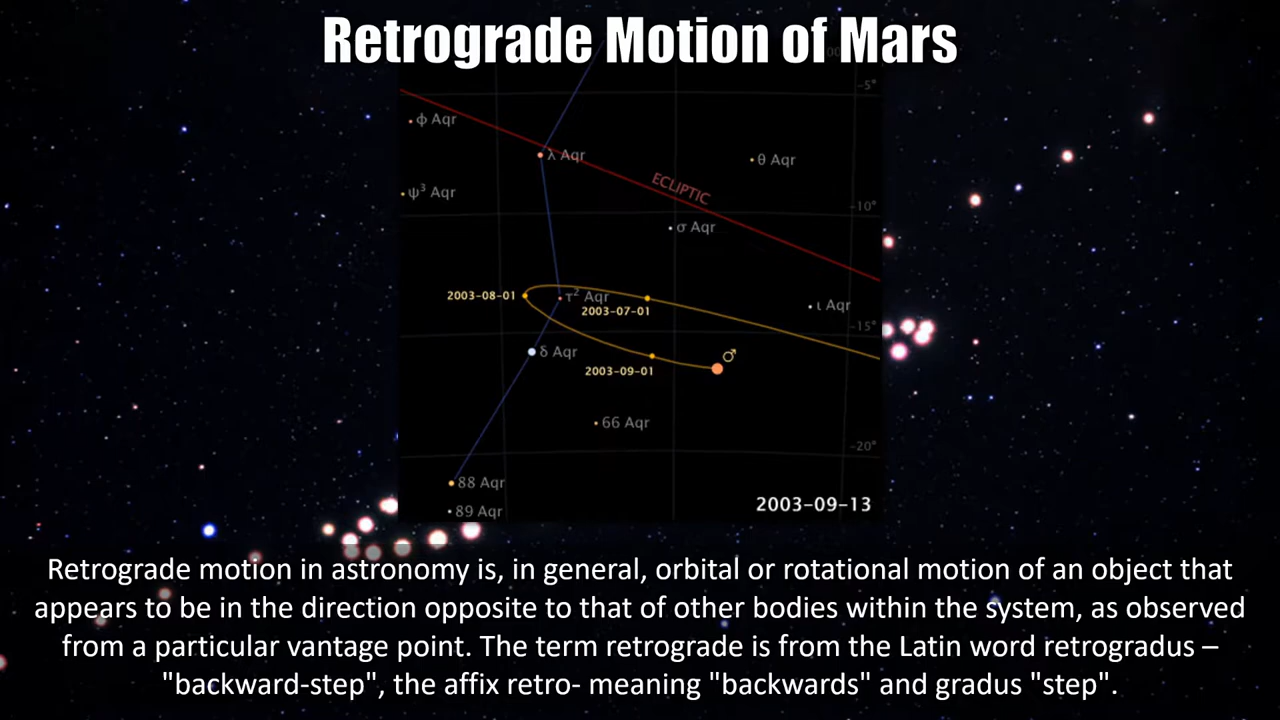 Retrograde Motion of Mars
-5°
φ Aqr
λ Aqr
θ Aqr
ECLIPTIC
ψ³ Aqr
-10°
σ Aqr
2003-08-01
τ² Aqr
2003-07-01
ι Aqr
-15°
δ Aqr
♂
2003-09-01
66 Aqr
-20°
88 Aqr
2003-09-13
89 Aqr
Retrograde motion in astronomy is, in general, orbital or rotational motion of an object that
appears to be in the direction opposite to that of other bodies within the system, as observed
from a particular vantage point. The term retrograde is from the Latin word retrogradus –
"backward-step", the affix retro- meaning "backwards" and gradus "step".